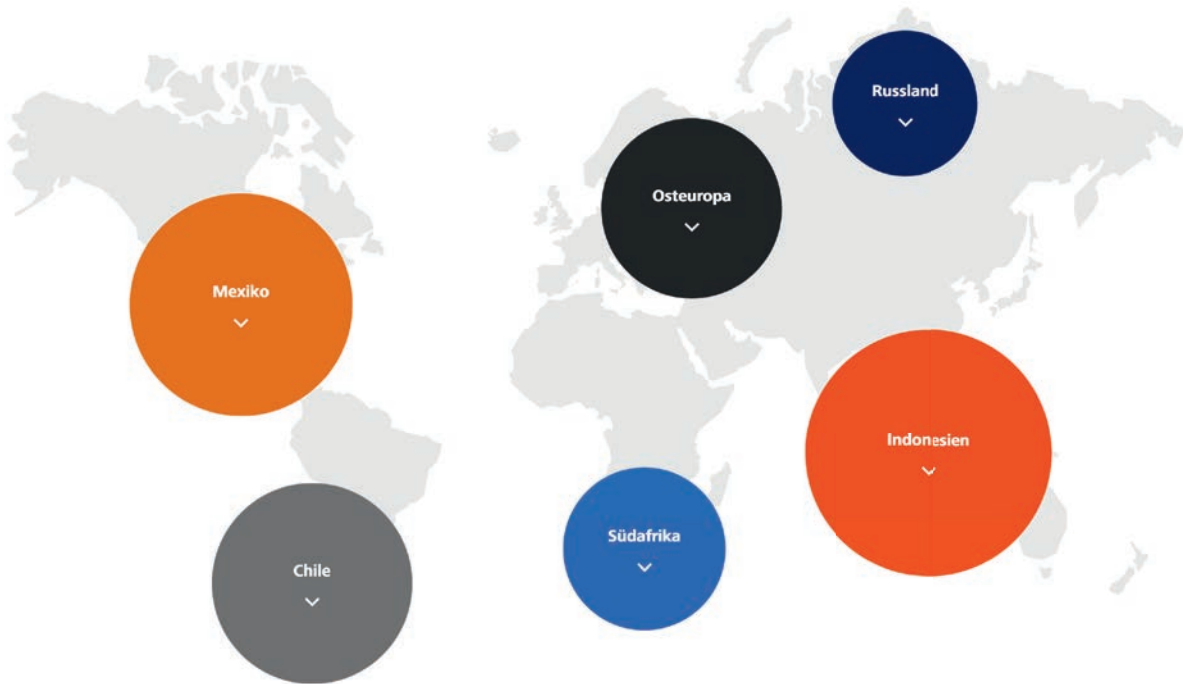 Russland
Osteuropa
Mexiko
Indonesien
Südafrika
Chile